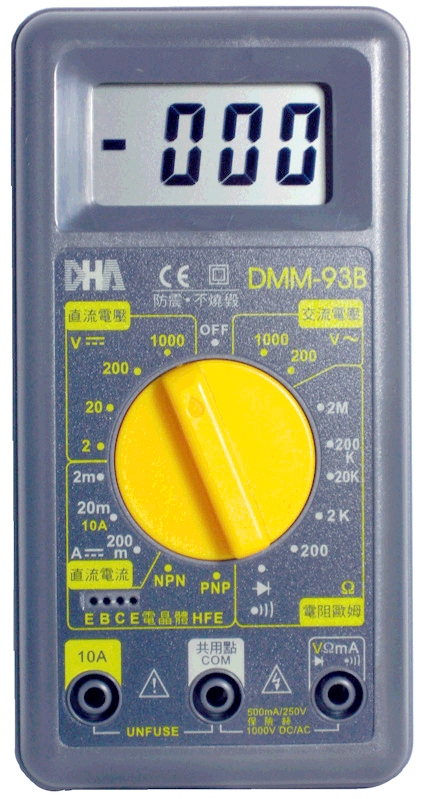 - 000
DHA CE DMM-93B
防震·不燒毀
直流電壓 OFF 交流電壓
V⎓ 1000 1000 V~
200 200
20 2M
2 200K
2m 20K
20m 10A 2K
A⎓ 200m 200
直流電流 NPN PNP Ω
E B C E 電晶體 HFE 電阻歐姆
10A 共用點 VΩmA
COM
UNFUSE 500mA/250V
保險絲
1000V DC/AC